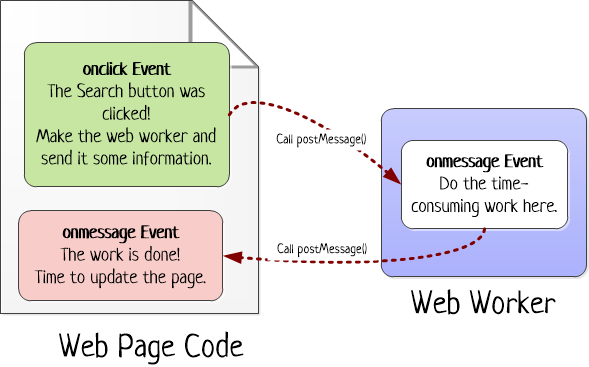 onclick Event
The Search button was
clicked!
Make the web worker and
send it some information.
Call postMessage()
onmessage Event
Do the time-
consuming work here.
onmessage Event
The work is done!
Time to update the page.
Call postMessage()
Web Worker
Web Page Code